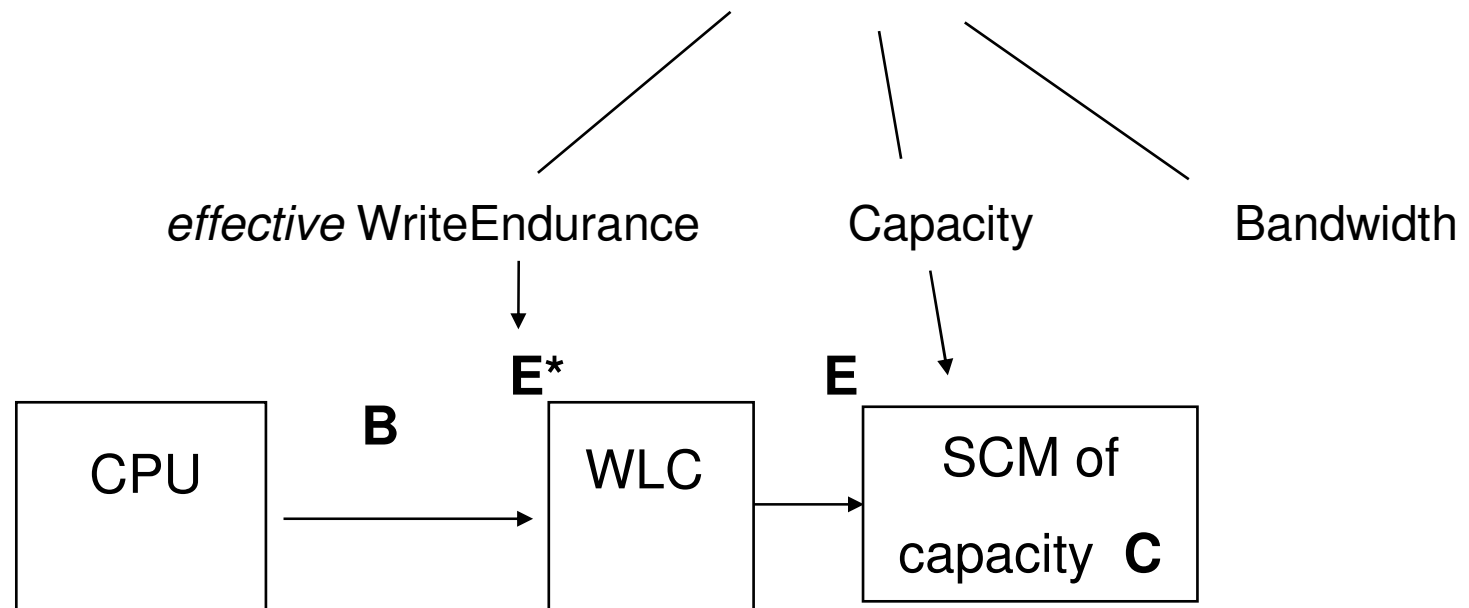 effective WriteEndurance
Capacity
Bandwidth
E*
E
B
CPU
WLC
SCM of
capacity C